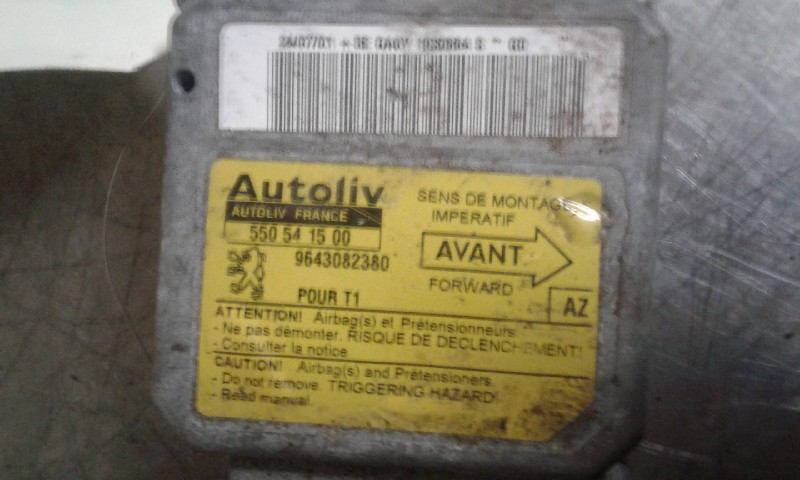 Autoliv
AUTOLIV FRANCE
550 54 15 00
9643082380
POUR T1
SENS DE MONTAGE
IMPERATIF
AVANT
FORWARD
AZ
ATTENTION! Airbag(s) et Prétensionneurs
- Ne pas démonter. RISQUE DE DECLENCHEMENT!
- Consulter la notice
CAUTION! Airbag(s) and Prétensioners.
- Do not remove. TRIGGERING HAZARD!
- Read manual.